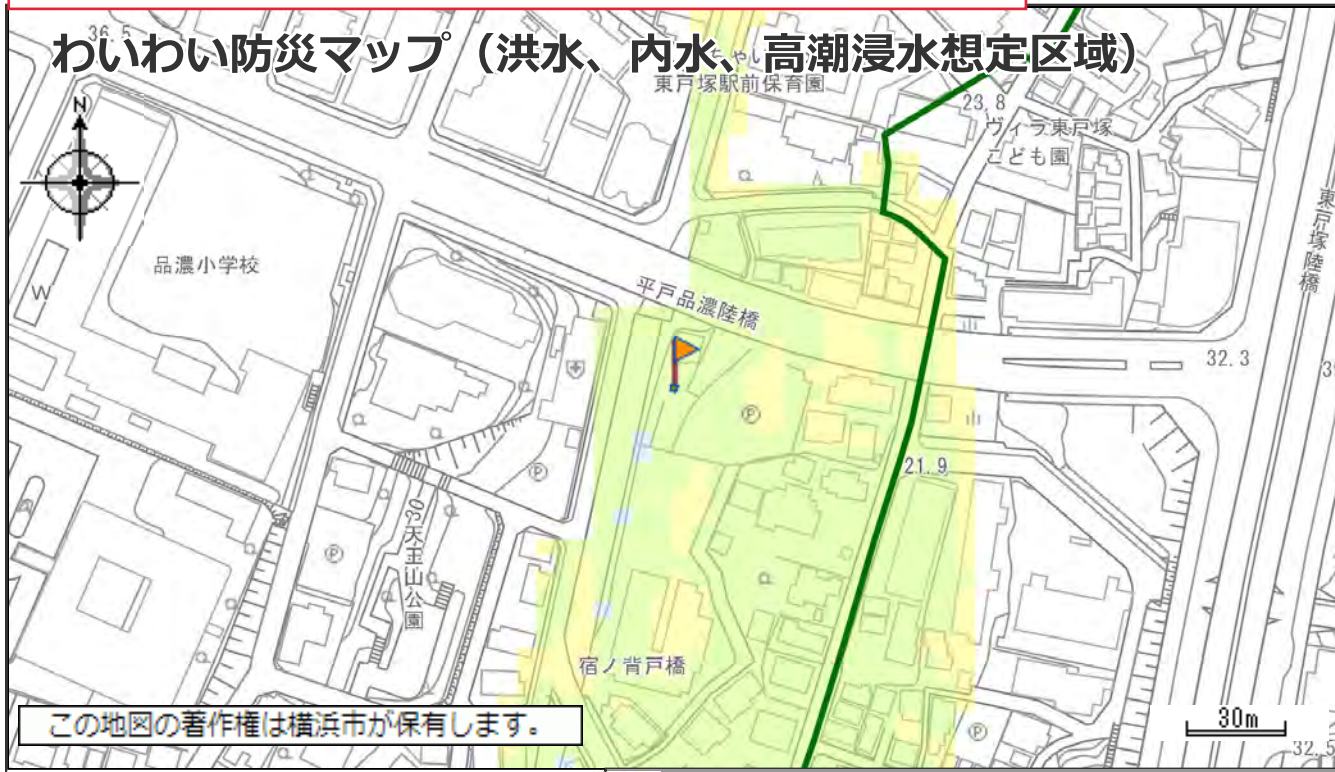 わいわい防災マップ（洪水、内水、高潮浸水想定区域）
36.5
東戸塚駅前保育園
23.8
ヴィラ東戸塚
こども園
N
東戸塚陸橋
品濃小学校
W
平戸品濃陸橋
32.3
P
21.9
P
30
天王山公園
P
宿ノ背戸橋
この地図の著作権は横浜市が保有します。
P
30m
32.5